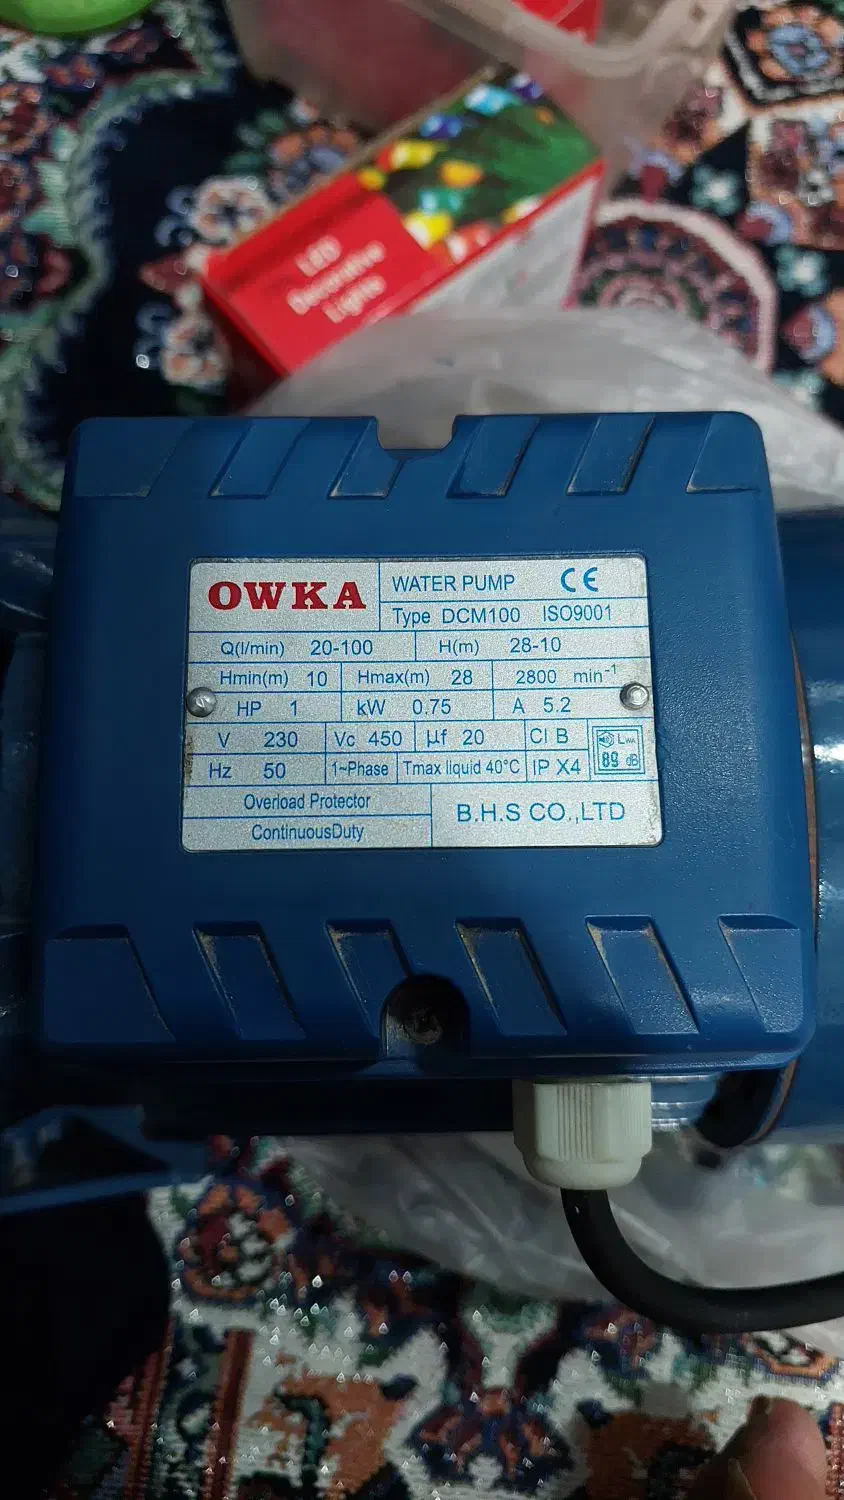 LED
Decorative
Lights
OWKA
WATER PUMP CE
Type DCM100 ISO9001
Q(l/min) 20-100 H(m) 28-10
Hmin(m) 10 Hmax(m) 28 2800 min⁻¹
HP 1 kW 0.75 A 5.2
V 230 Vc 450 µf 20 Cl B LWA
89 dB
Hz 50 1~Phase Tmax liquid 40°C IP X4
Overload Protector
ContinuousDuty
B.H.S CO.,LTD